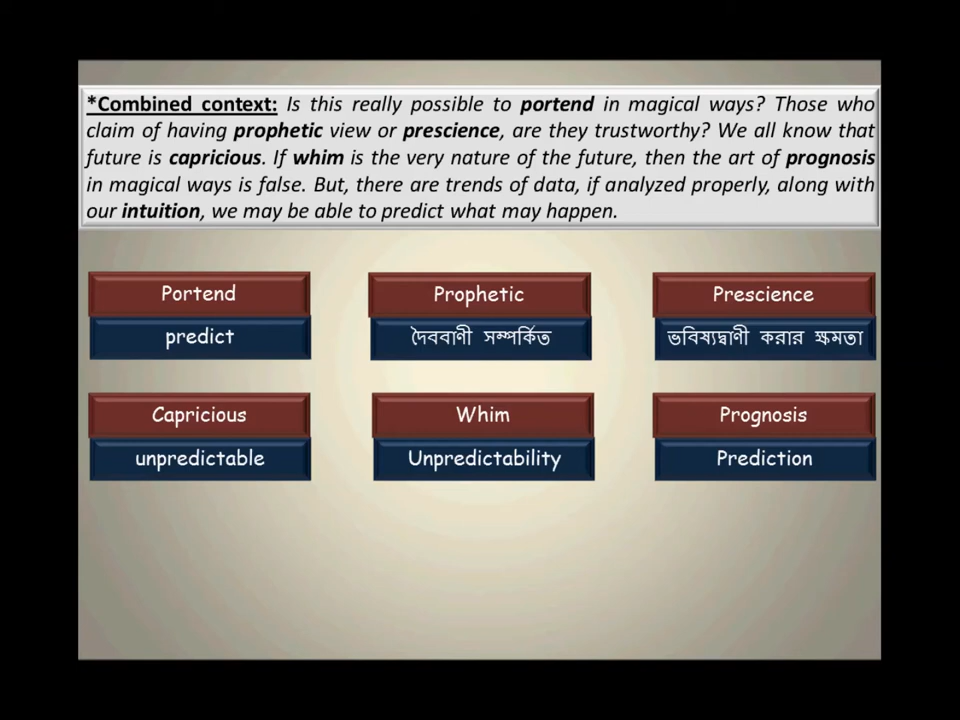 *Combined context: Is this really possible to portend in magical ways? Those who
claim of having prophetic view or prescience, are they trustworthy? We all know that
future is capricious. If whim is the very nature of the future, then the art of prognosis
in magical ways is false. But, there are trends of data, if analyzed properly, along with
our intuition, we may be able to predict what may happen.
Portend
predict
Prophetic
দৈববাণী সম্পর্কিত
Prescience
ভবিষ্যদ্বাণী করার ক্ষমতা
Capricious
unpredictable
Whim
Unpredictability
Prognosis
Prediction